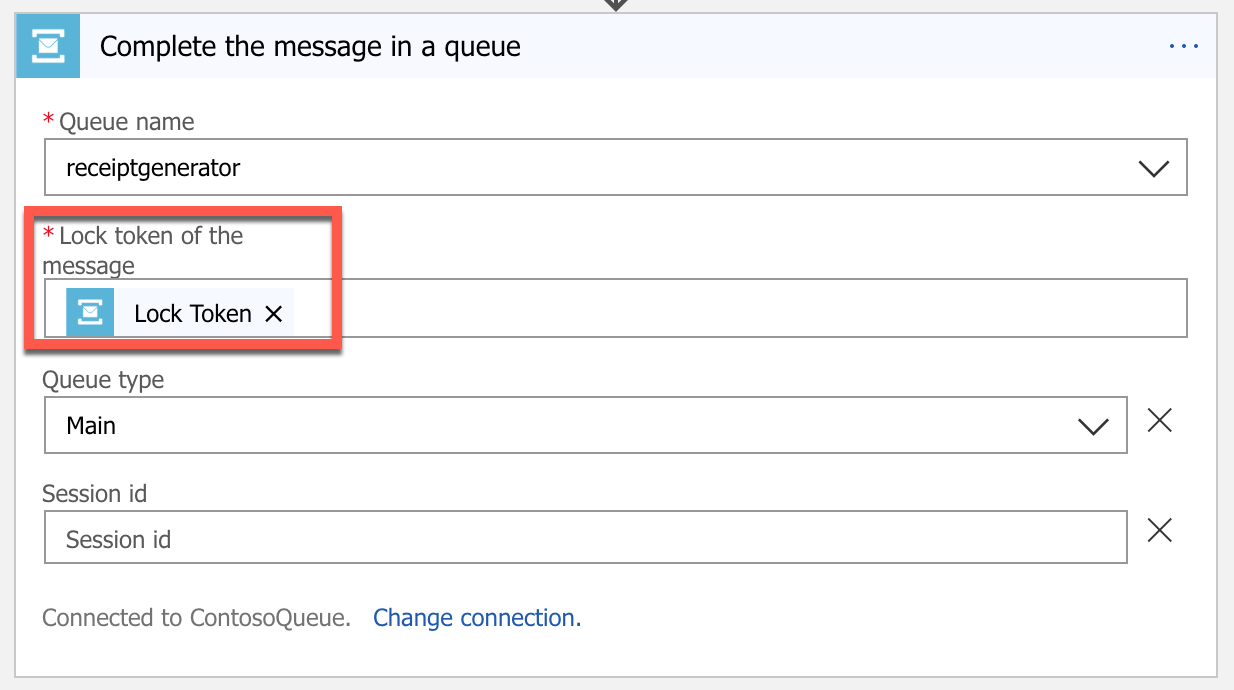 Complete the message in a queue
* Queue name
receiptgenerator
* Lock token of the
message
Lock Token
Queue type
Main
Session id
Session id
Connected to ContosoQueue. Change connection.